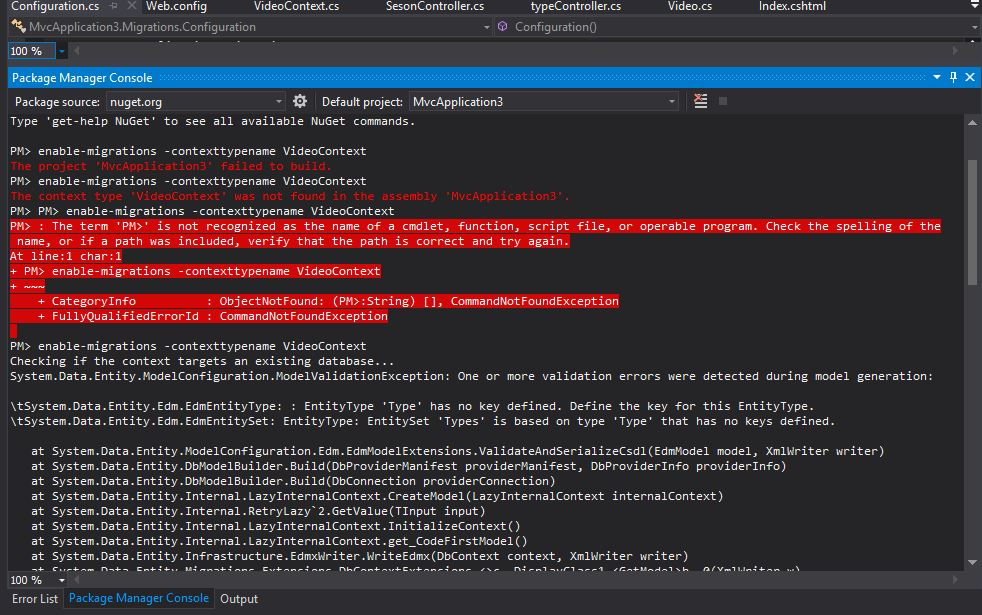 Configuration.cs Web.config VideoContext.cs SesonController.cs typeController.cs Video.cs Index.cshtml
MvcApplication3.Migrations.Configuration Configuration()
100 %
Package Manager Console
Package source: nuget.org Default project: MvcApplication3
Type 'get-help NuGet' to see all available NuGet commands.
PM> enable-migrations -contexttypename VideoContext
The project 'MvcApplication3' failed to build.
PM> enable-migrations -contexttypename VideoContext
The context type 'VideoContext' was not found in the assembly 'MvcApplication3'.
PM> PM> enable-migrations -contexttypename VideoContext
PM> : The term 'PM>' is not recognized as the name of a cmdlet, function, script file, or operable program. Check the spelling of the
name, or if a path was included, verify that the path is correct and try again.
At line:1 char:1
+ PM> enable-migrations -contexttypename VideoContext
+ ~~~
+ CategoryInfo : ObjectNotFound: (PM>:String) [], CommandNotFoundException
+ FullyQualifiedErrorId : CommandNotFoundException
PM> enable-migrations -contexttypename VideoContext
Checking if the context targets an existing database...
System.Data.Entity.ModelConfiguration.ModelValidationException: One or more validation errors were detected during model generation:
\tSystem.Data.Entity.Edm.EdmEntityType: : EntityType 'Type' has no key defined. Define the key for this EntityType.
\tSystem.Data.Entity.Edm.EdmEntitySet: EntityType: EntitySet 'Types' is based on type 'Type' that has no keys defined.
at System.Data.Entity.ModelConfiguration.Edm.EdmModelExtensions.ValidateAndSerializeCsdl(EdmModel model, XmlWriter writer)
at System.Data.Entity.DbModelBuilder.Build(DbProviderManifest providerManifest, DbProviderInfo providerInfo)
at System.Data.Entity.DbModelBuilder.Build(DbConnection providerConnection)
at System.Data.Entity.Internal.LazyInternalContext.CreateModel(LazyInternalContext internalContext)
at System.Data.Entity.Internal.RetryLazy`2.GetValue(TInput input)
at System.Data.Entity.Internal.LazyInternalContext.InitializeContext()
at System.Data.Entity.Internal.LazyInternalContext.get_CodeFirstModel()
at System.Data.Entity.Infrastructure.EdmxWriter.WriteEdmx(DbContext context, XmlWriter writer)
at System.Data.Entity.Migrations.Extensions.DbContextExtensions.<>c__DisplayClass1.<GetModel>b__0(XmlWriter w)
100 %
Error List Package Manager Console Output